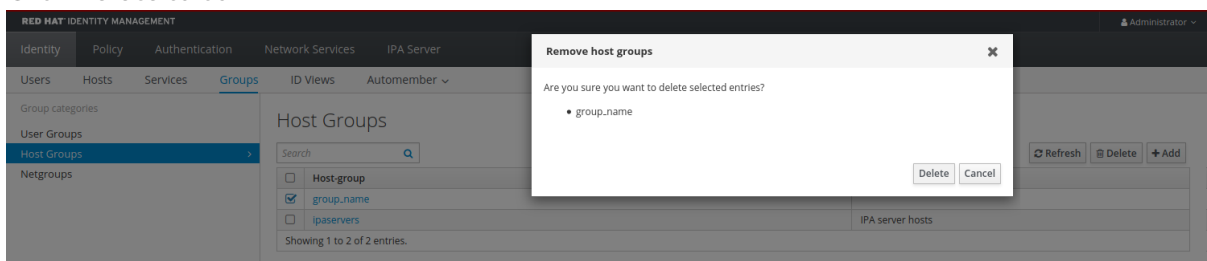 RED HAT IDENTITY MANAGEMENT
Administrator
Identity Policy Authentication Network Services IPA Server
Users Hosts Services Groups ID Views Automember
Group categories
User Groups
Host Groups
Netgroups
Host Groups
Search
Refresh Delete +Add
Host-group
group_name
ipaservers IPA server hosts
Showing 1 to 2 of 2 entries.
Remove host groups
Are you sure you want to delete selected entries?
• group_name
Delete Cancel